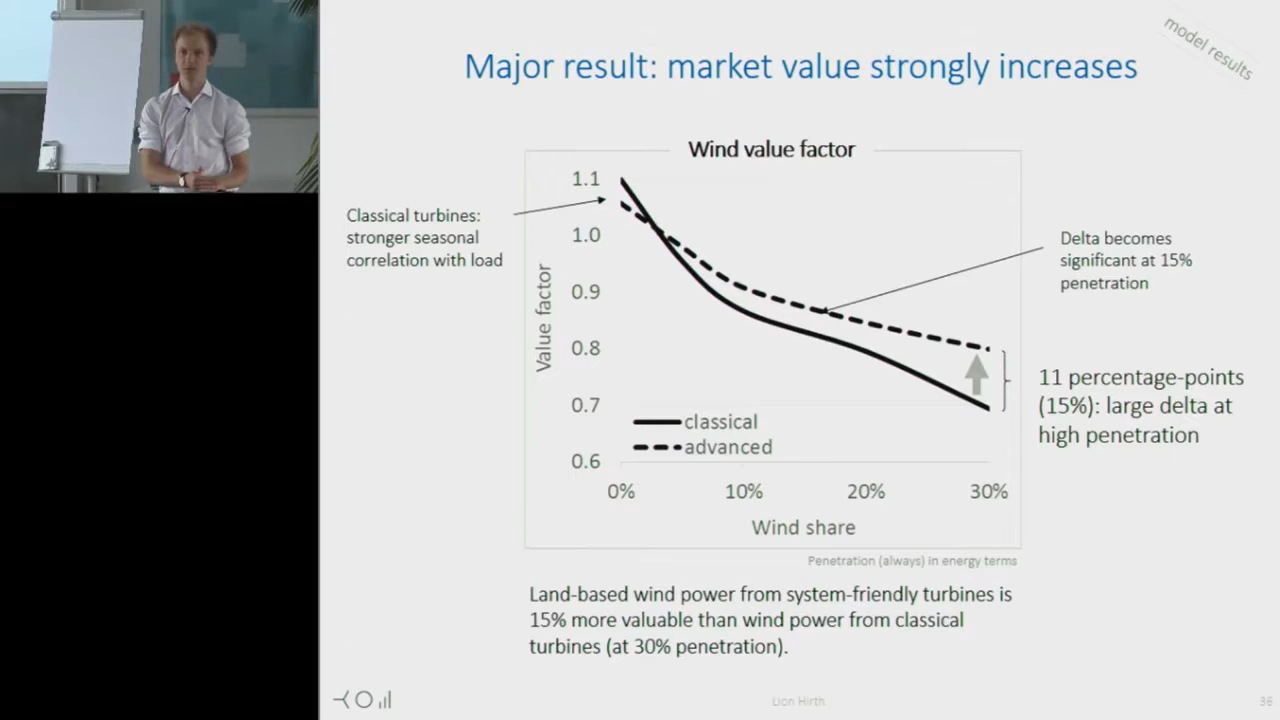 model results
Major result: market value strongly increases
Wind value factor
Classical turbines:
stronger seasonal
correlation with load
Value factor
1.1
1.0
0.9
0.8
0.7
0.6
Delta becomes
significant at 15%
penetration
11 percentage-points
(15%): large delta at
high penetration
classical
advanced
0%
10%
20%
30%
Wind share
Penetration (always) in energy terms
Land-based wind power from system-friendly turbines is
15% more valuable than wind power from classical
turbines (at 30% penetration).
Lion Hirth
36